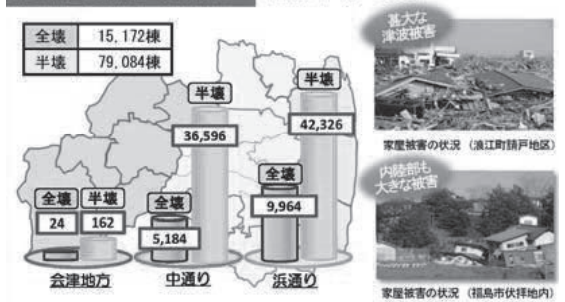 全壊 15,172棟
半壊 79,084棟
全壊
24
半壊
162
会津地方
全壊
5,184
半壊
36,596
中通り
全壊
9,964
半壊
42,326
浜通り
甚大な
津波被害
家屋被害の状況 （浪江町請戸地区）
内陸部も
大きな被害
家屋被害の状況 （福島市伏拝地内）